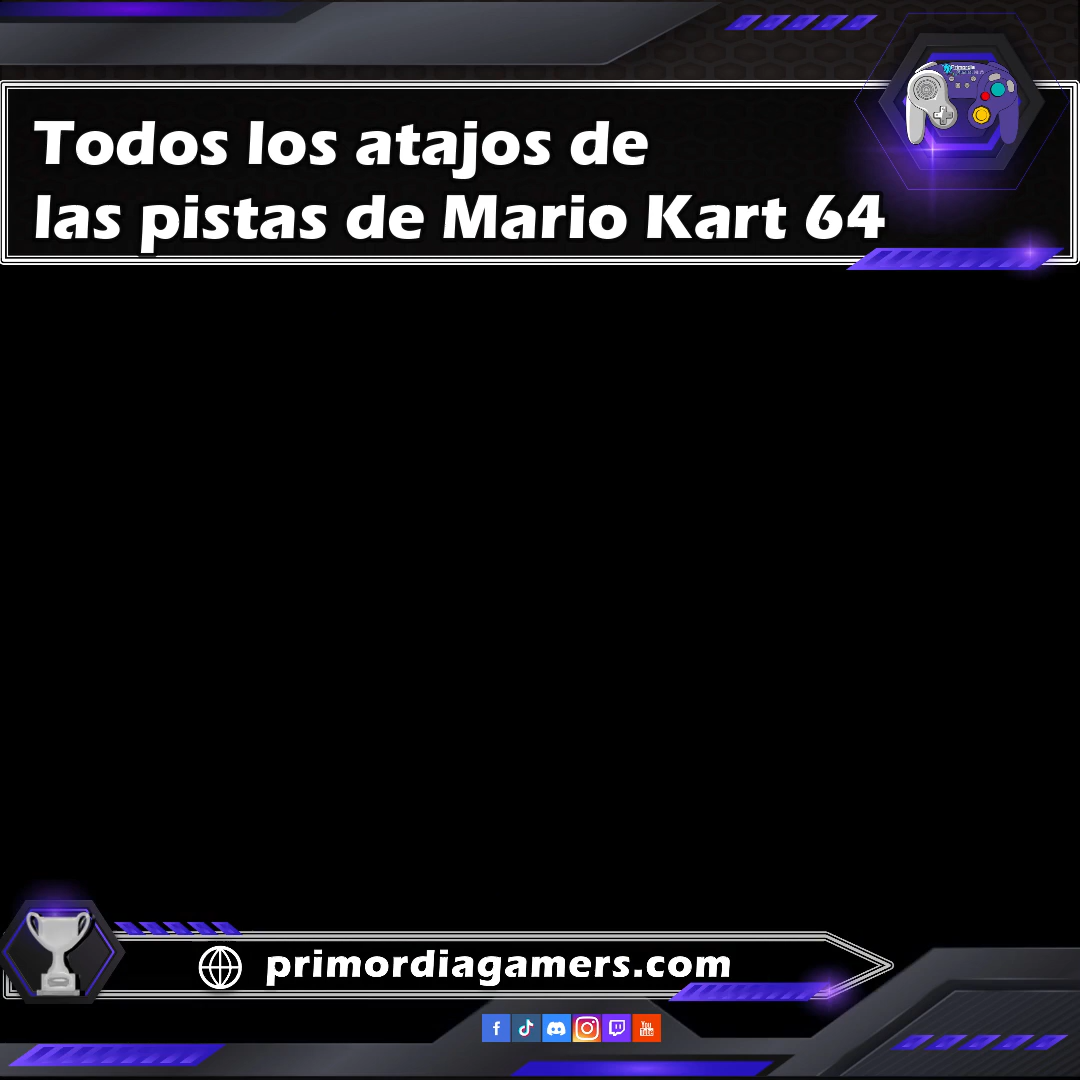 Todos los atajos de
las pistas de Mario Kart 64
primordiagamers.com